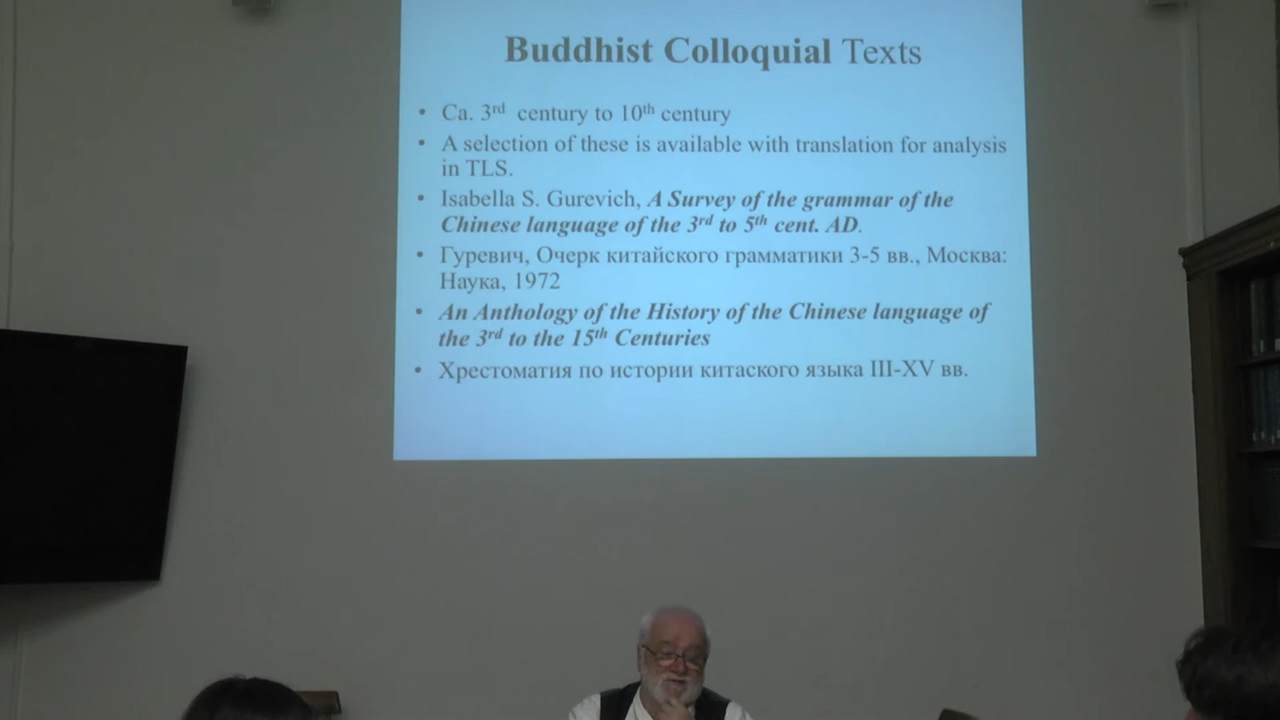 Buddhist Colloquial Texts
• Ca. 3rd century to 10th century
• A selection of these is available with translation for analysis
in TLS.
• Isabella S. Gurevich, A Survey of the grammar of the
Chinese language of the 3rd to 5th cent. AD.
• Гуревич, Очерк китайского грамматики 3-5 вв., Москва:
Наука, 1972
• An Anthology of the History of the Chinese language of
the 3rd to the 15th Centuries
• Хрестоматия по истории китаского языка III-XV вв.